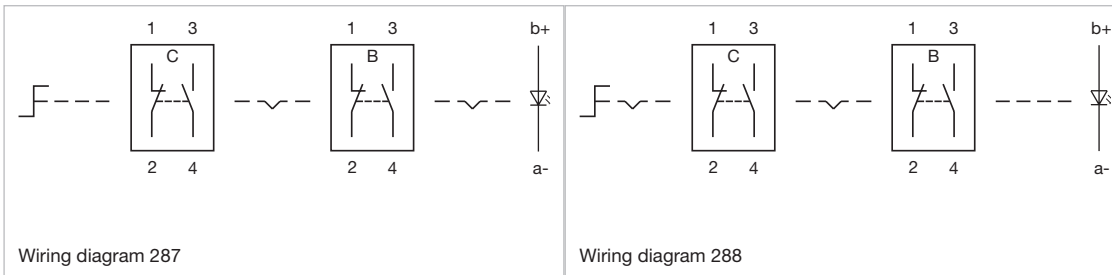 1 3 1 3 b+
C B
2 4 2 4 a-
Wiring diagram 287
1 3 1 3 b+
C B
2 4 2 4 a-
Wiring diagram 288